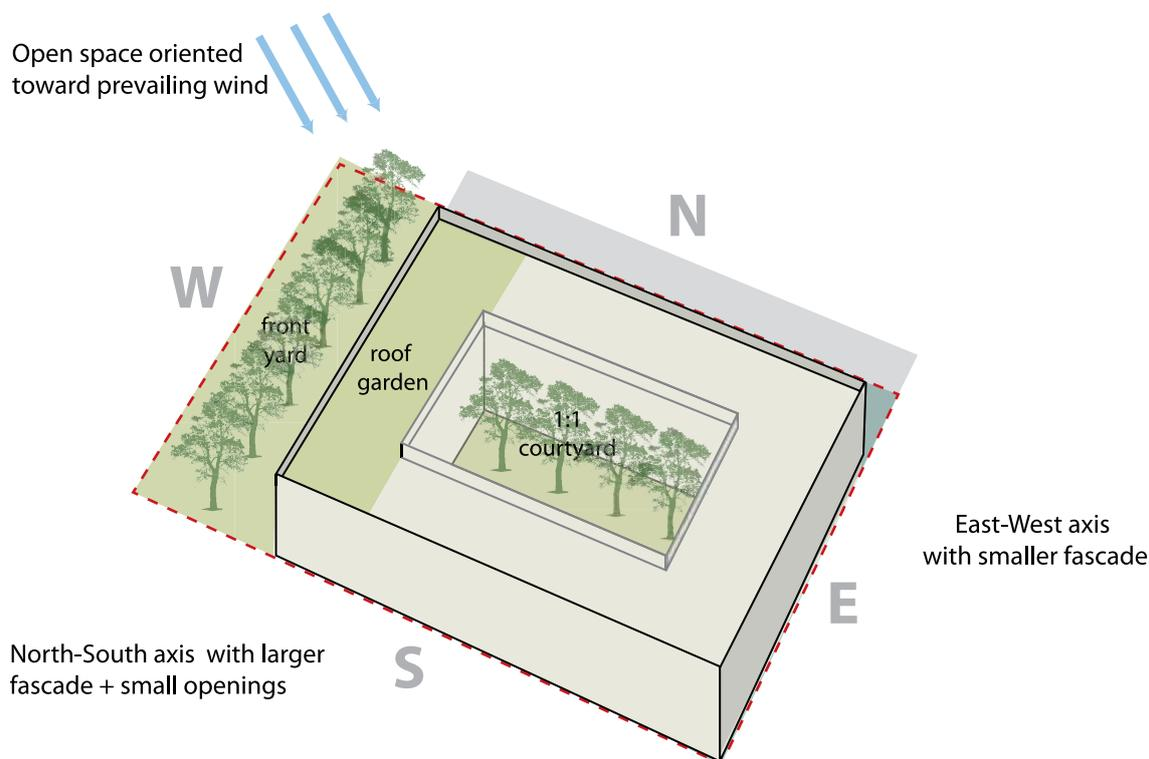 Open space oriented
toward prevailing wind
N
W
front
yard
roof
garden
1:1
courtyard
East-West axis
with smaller fascade
E
North-South axis with larger
fascade + small openings
S